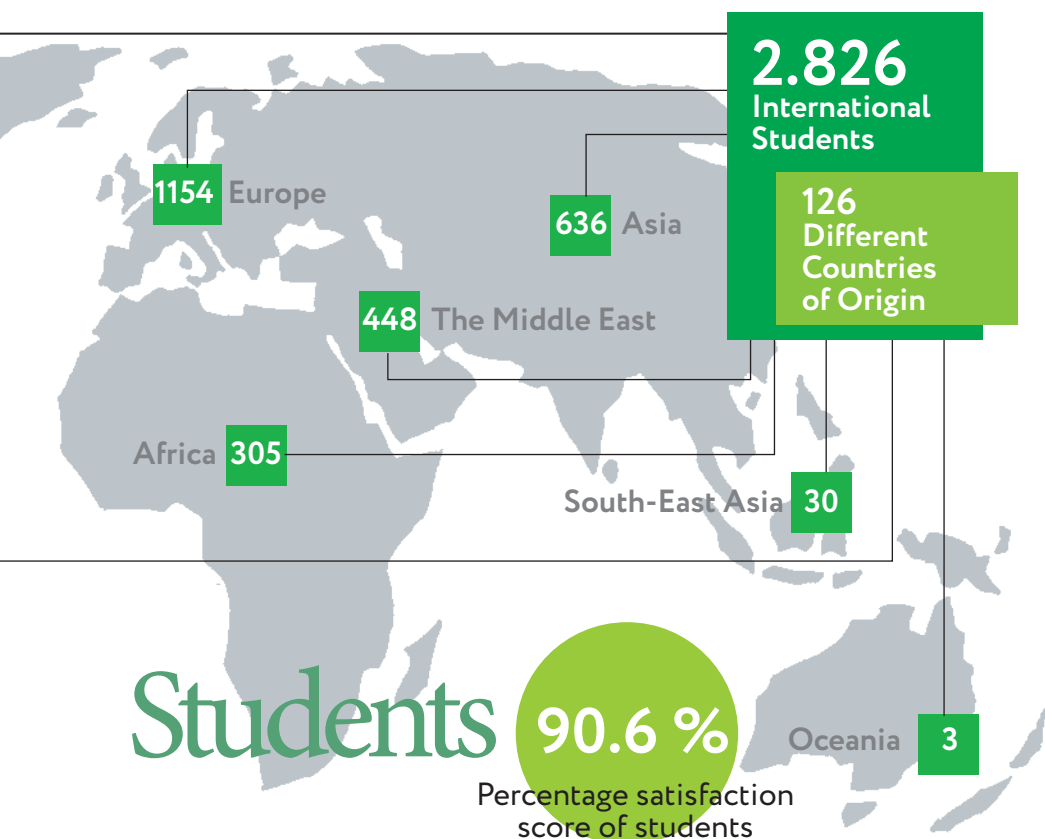 2.826
International
Students
126
Different
Countries
of Origin
1154 Europe
636 Asia
448 The Middle East
Africa 305
South-East Asia 30
Oceania 3
Students
90.6 %
Percentage satisfaction
score of students